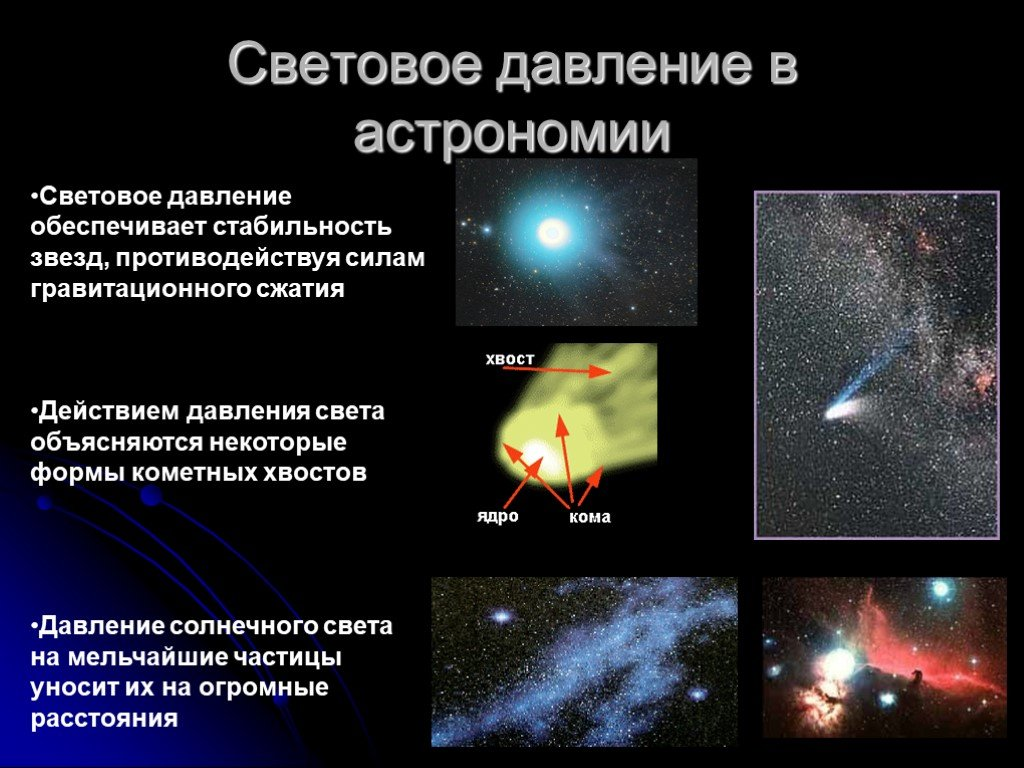 Световое давление в
астрономии
•Световое давление
обеспечивает стабильность
звезд, противодействуя силам
гравитационного сжатия
хвост
•Действием давления света
объясняются некоторые
формы кометных хвостов
ядро
кома
•Давление солнечного света
на мельчайшие частицы
уносит их на огромные
расстояния